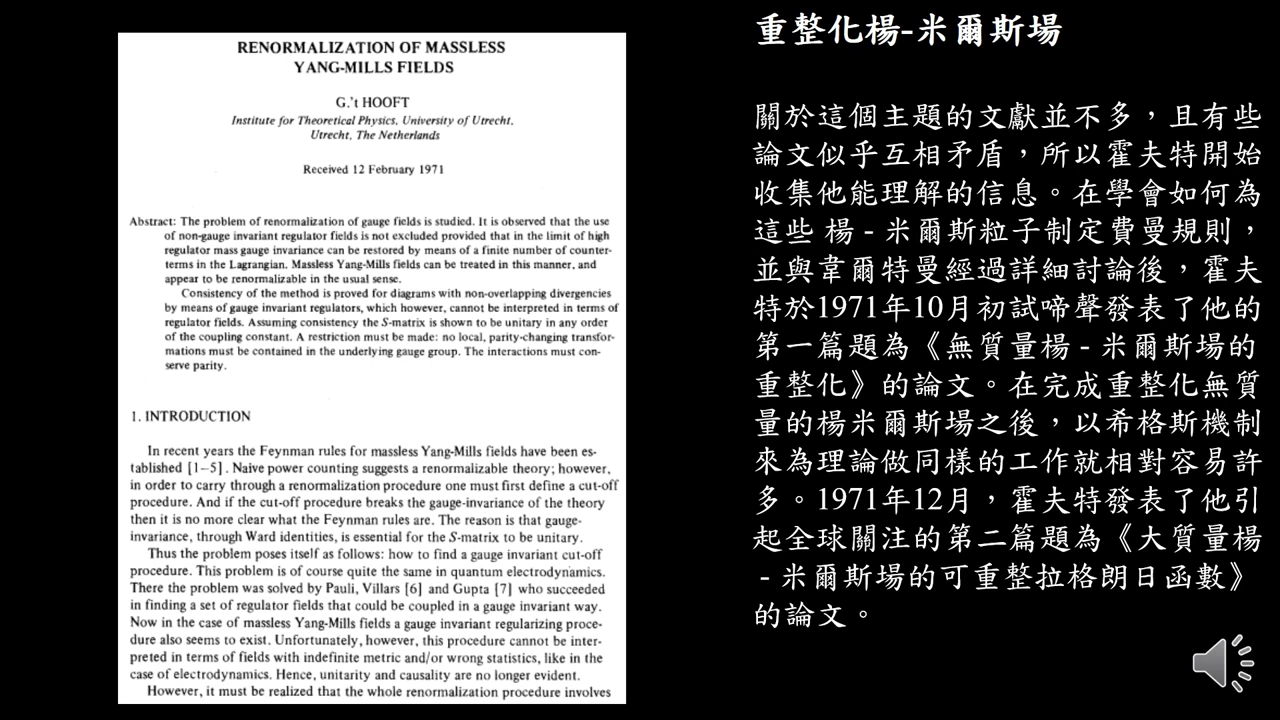 RENORMALIZATION OF MASSLESS
YANG-MILLS FIELDS
G.'t HOOFT
Institute for Theoretical Physics, University of Utrecht,
Utrecht, The Netherlands
Received 12 February 1971
Abstract: The problem of renormalization of gauge fields is studied. It is observed that the use
of non-gauge invariant regulator fields is not excluded provided that in the limit of high
regulator mass gauge invariance can be restored by means of a finite number of counter-
terms in the Lagrangian. Massless Yang-Mills fields can be treated in this manner, and
appear to be renormalizable in the usual sense.
Consistency of the method is proved for diagrams with non-overlapping divergencies
by means of gauge invariant regulators, which however, cannot be interpreted in terms of
regulator fields. Assuming consistency the S-matrix is shown to be unitary in any order
of the coupling constant. A restriction must be made: no local, parity-changing transfor-
mations must be contained in the underlying gauge group. The interactions must con-
serve parity.
1. INTRODUCTION
In recent years the Feynman rules for massless Yang-Mills fields have been es-
tablished [1–5]. Naive power counting suggests a renormalizable theory; however,
in order to carry through a renormalization procedure one must first define a cut-off
procedure. And if the cut-off procedure breaks the gauge-invariance of the theory
then it is no more clear what the Feynman rules are. The reason is that gauge-
invariance, through Ward identities, is essential for the S-matrix to be unitary.
Thus the problem poses itself as follows: how to find a gauge invariant cut-off
procedure. This problem is of course quite the same in quantum electrodynamics.
There the problem was solved by Pauli, Villars [6] and Gupta [7] who succeeded
in finding a set of regulator fields that could be coupled in a gauge invariant way.
Now in the case of massless Yang-Mills fields a gauge invariant regularizing proce-
dure also seems to exist. Unfortunately, however, this procedure cannot be inter-
preted in terms of fields with indefinite metric and/or wrong statistics, like in the
case of electrodynamics. Hence, unitarity and causality are no longer evident.
However, it must be realized that the whole renormalization procedure involves
重整化楊-米爾斯場
關於這個主題的文獻並不多，且有些
論文似乎互相矛盾，所以霍夫特開始
收集他能理解的信息。在學會如何為
這些 楊 - 米爾斯粒子制定費曼規則，
並與韋爾特曼經過詳細討論後，霍夫
特於1971年10月初試啼聲發表了他的
第一篇題為《無質量楊 - 米爾斯場的
重整化》的論文。在完成重整化無質
量的楊米爾斯場之後，以希格斯機制
來為理論做同樣的工作就相對容易許
多。1971年12月，霍夫特發表了他引
起全球關注的第二篇題為《大質量楊
- 米爾斯場的可重整拉格朗日函數》
的論文。